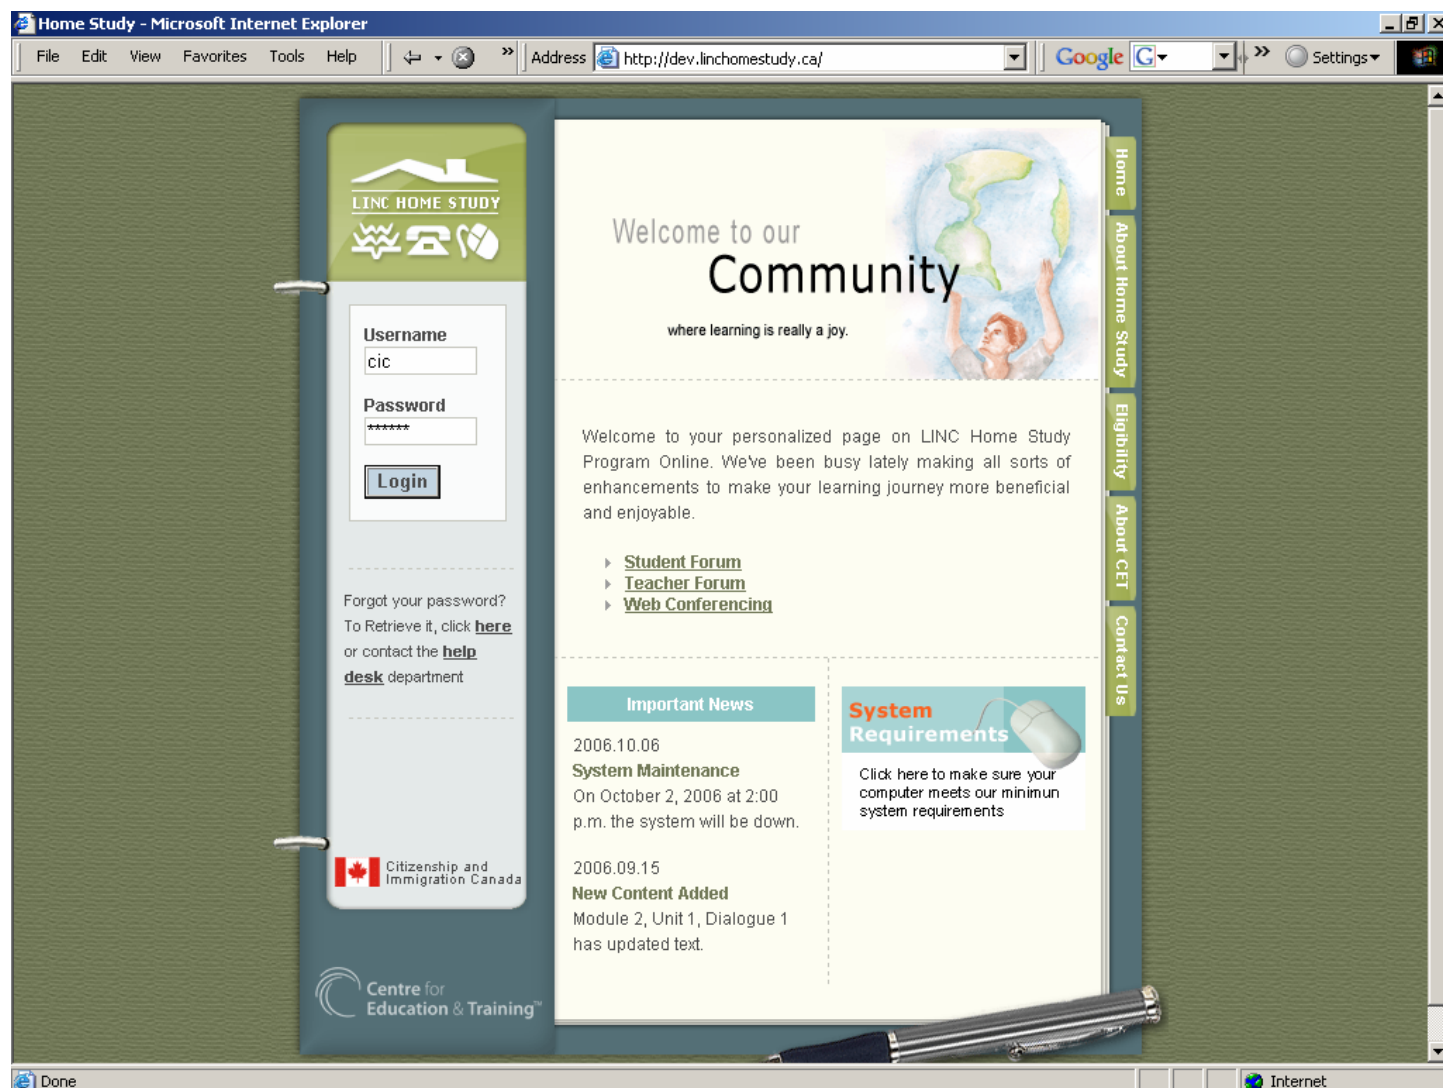 Home Study - Microsoft Internet Explorer
File Edit View Favorites Tools Help » Address http://dev.linchomestudy.ca/ Google G » Settings
LINC HOME STUDY
Username
cic
Password
******
Login
Forgot your password?
To Retrieve it, click here
or contact the help
desk department
Citizenship and
Immigration Canada
Centre for
Education & Training™
Welcome to our
Community
where learning is really a joy.
Welcome to your personalized page on LINC Home Study
Program Online. We've been busy lately making all sorts of
enhancements to make your learning journey more beneficial
and enjoyable.
Student Forum
Teacher Forum
Web Conferencing
Important News
2006.10.06
System Maintenance
On October 2, 2006 at 2:00
p.m. the system will be down.
2006.09.15
New Content Added
Module 2, Unit 1, Dialogue 1
has updated text.
System
Requirements
Click here to make sure your
computer meets our minimun
system requirements
Home
About Home Study
Eligibility
About CET
Contact Us
Done
Internet